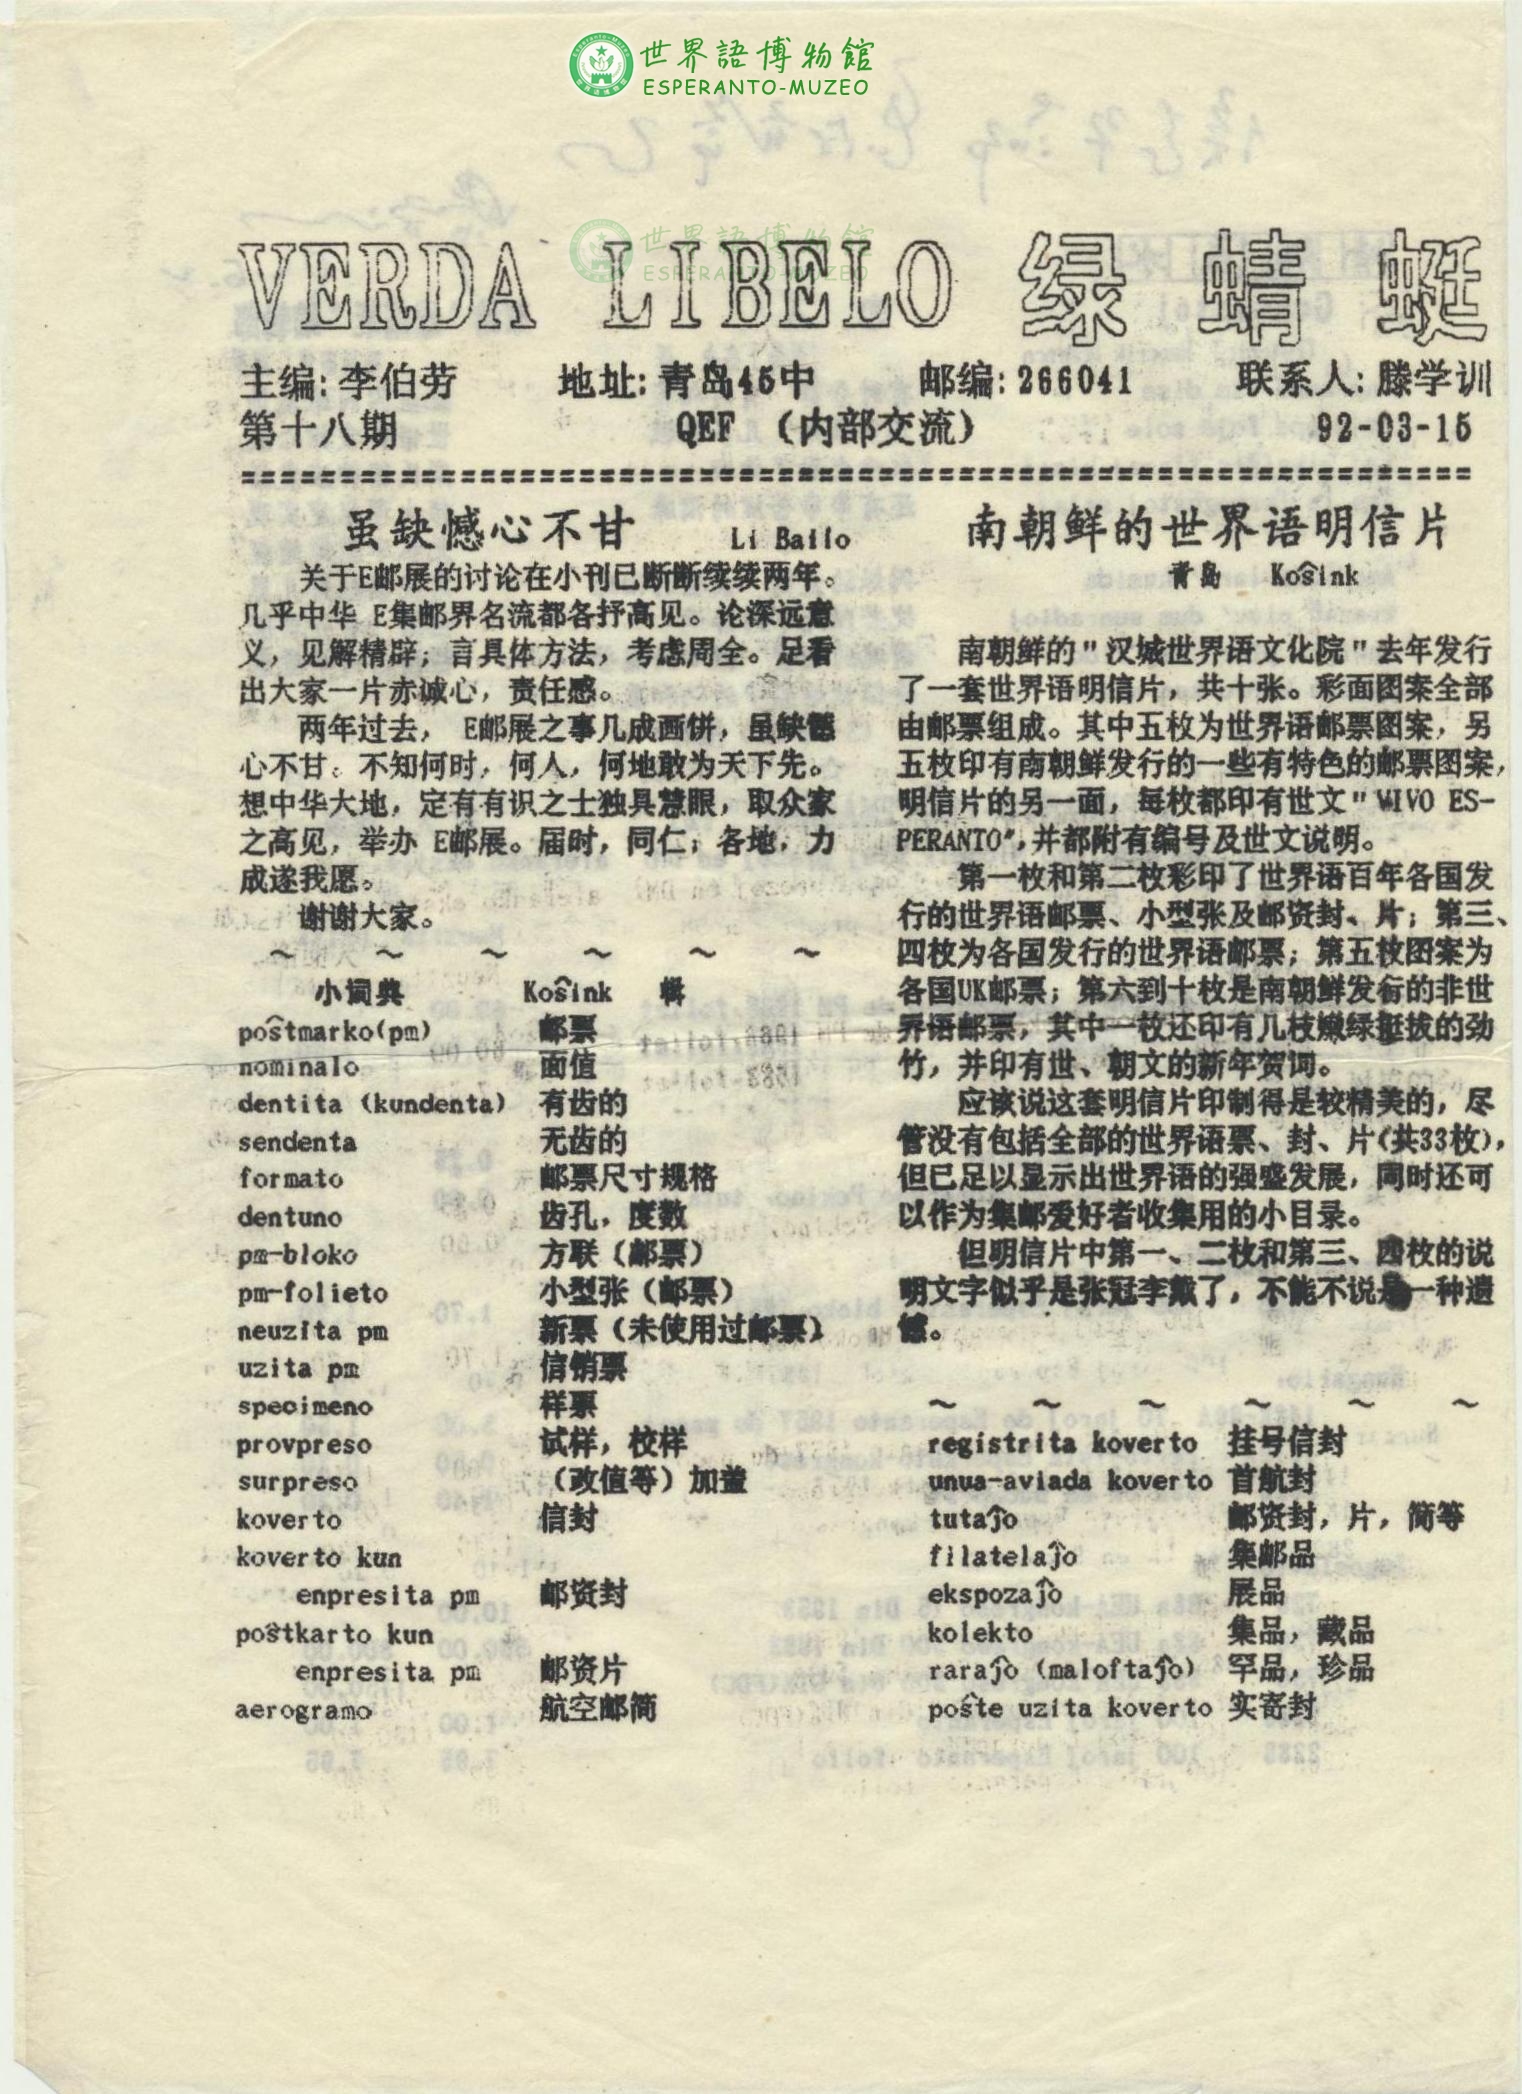 世界語博物館
ESPERANTO-MUZEO
世界語博物館
ESPERANTO-MUZEO
VERDA LIBELO 绿蜻蜓
主编: 李伯劳 地址: 青岛45中 邮编: 266041 联系人: 滕学训
第十八期 QEF （内部交流） 92-03-15
虽缺憾心不甘 Li Bailo
关于E邮展的讨论在小刊已断断续续两年。
几乎中华 E集邮界名流都各抒高见。论深远意
义，见解精辟；言具体方法，考虑周全。足看
出大家一片赤诚心，责任感。
两年过去， E邮展之事几成画饼，虽缺憾
心不甘。不知何时，何人，何地敢为天下先。
想中华大地，定有有识之士独具慧眼，取众家
之高见，举办 E邮展。届时，同仁；各地，力
成遂我愿。
谢谢大家。
~ ~ ~ ~ ~ ~
小词典 Koŝink 辑
poŝtmarko(pm) 邮票
nominalo 面值
dentita (kundenta) 有齿的
sendenta 无齿的
formato 邮票尺寸规格
dentuno 齿孔，度数
pm-bloko 方联（邮票）
pm-folieto 小型张（邮票）
neuzita pm 新票（未使用过邮票）
uzita pm 信销票
specimeno 样票
provpreso 试样，校样
surpreso （改值等）加盖
koverto 信封
koverto kun
enpresita pm 邮资封
poŝtkarto kun
enpresita pm 邮资片
aerogramo 航空邮简
南朝鲜的世界语明信片
青岛 Koŝink
南朝鲜的"汉城世界语文化院"去年发行
了一套世界语明信片，共十张。彩面图案全部
由邮票组成。其中五枚为世界语邮票图案，另
五枚印有南朝鲜发行的一些有特色的邮票图案，
明信片的另一面，每枚都印有世文"VIVO ES-
PERANTO"，并都附有编号及世文说明。
第一枚和第二枚彩印了世界语百年各国发
行的世界语邮票、小型张及邮资封、片；第三、
四枚为各国发行的世界语邮票；第五枚图案为
各国UK邮票；第六到十枚是南朝鲜发行的非世
界语邮票，其中一枚还印有几枝嫩绿挺拔的劲
竹，并印有世、朝文的新年贺词。
应该说这套明信片印制得是较精美的，尽
管没有包括全部的世界语票、封、片(共33枚)，
但已足以显示出世界语的强盛发展，同时还可
以作为集邮爱好者收集用的小目录。
但明信片中第一、二枚和第三、四枚的说
明文字似乎是张冠李戴了，不能不说是一种遗
憾。
~ ~ ~ ~ ~ ~
registrita koverto 挂号信封
unua-aviada koverto 首航封
tutaĵo 邮资封，片，简等
filatelaĵo 集邮品
ekspozaĵo 展品
kolekto 集品，藏品
raraĵo (maloftaĵo) 罕品，珍品
poŝte uzita koverto 实寄封